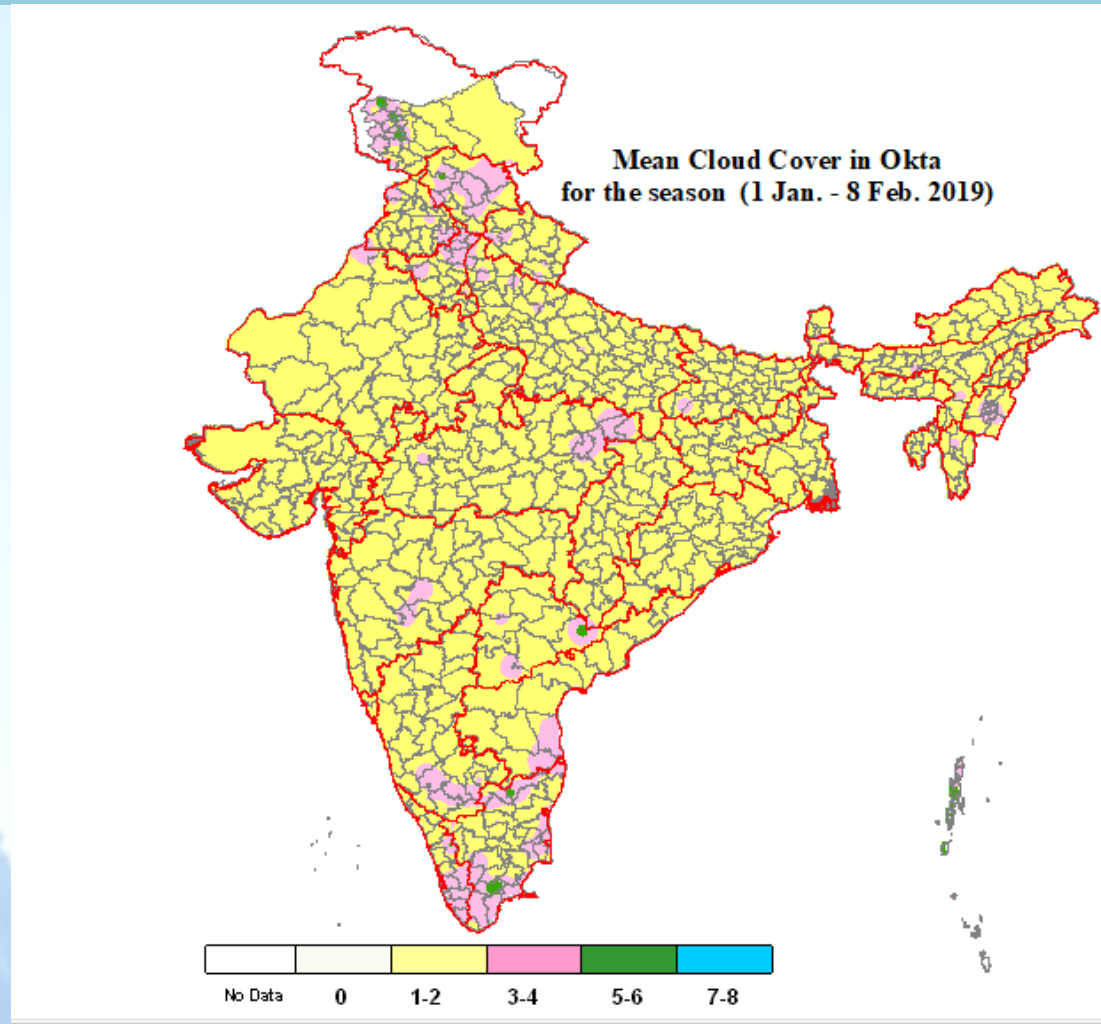 Mean Cloud Cover in Okta
for the season (1 Jan. - 8 Feb. 2019)
No Data 0 1-2 3-4 5-6 7-8